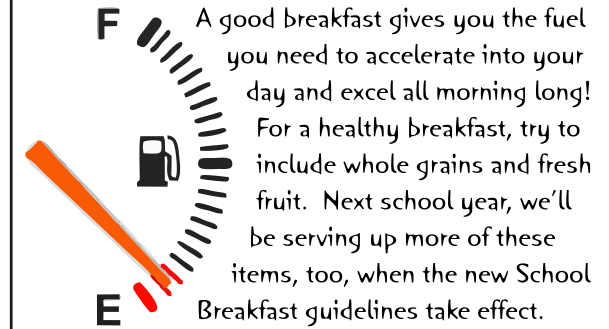 F
A good breakfast gives you the fuel
you need to accelerate into your
day and excel all morning long!
For a healthy breakfast, try to
include whole grains and fresh
fruit.  Next school year, we'll
be serving up more of these
items, too, when the new School
Breakfast guidelines take effect.
E